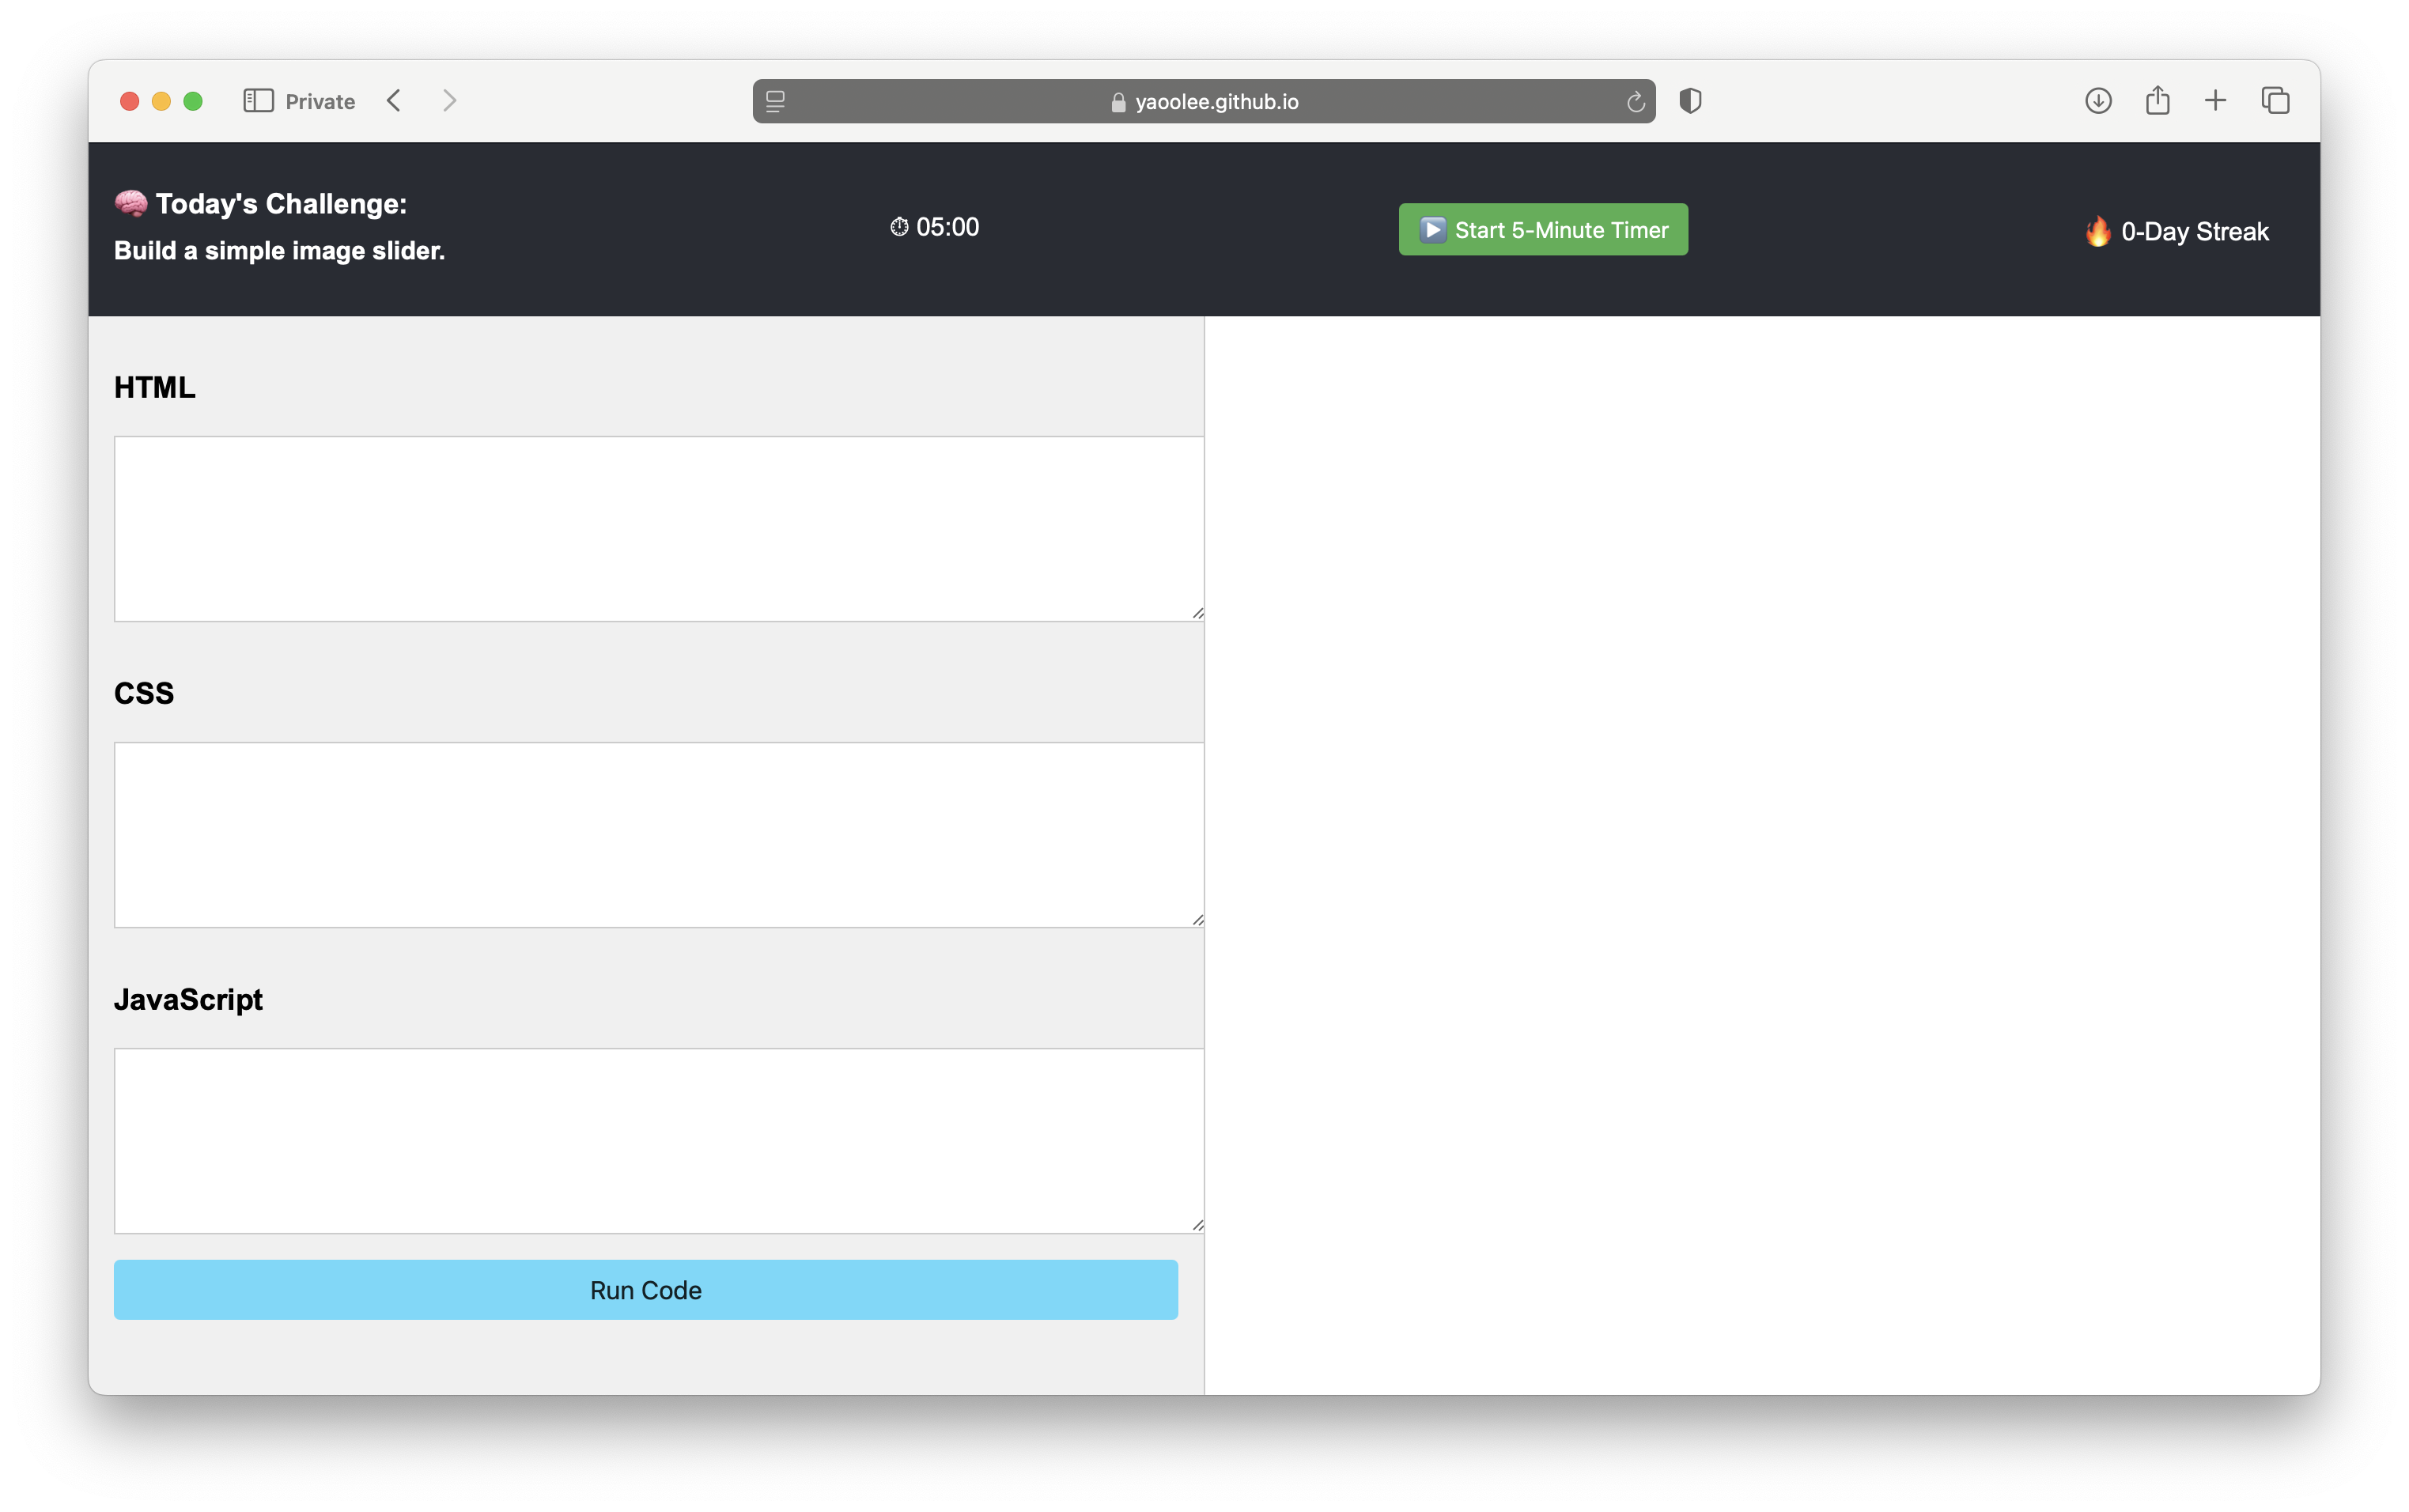 Private
yaoolee.github.io
🧠 Today's Challenge:
Build a simple image slider.
⏱ 05:00
▶️ Start 5-Minute Timer
🔥 0-Day Streak
HTML
CSS
JavaScript
Run Code